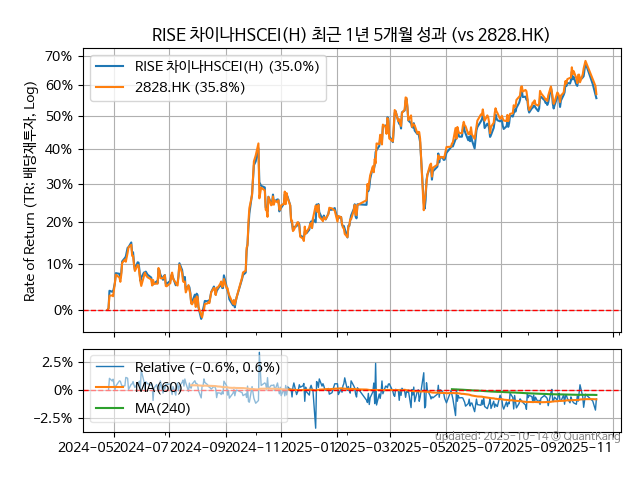 RISE 차이나HSCEI(H) 최근 1년 5개월 성과 (vs 2828.HK)
Rate of Return (TR: 배당재투자, Log)
70%
60%
50%
40%
30%
20%
10%
0%
RISE 차이나HSCEI(H) (35.0%)
2828.HK (35.8%)
2.5%
0%
−2.5%
Relative (−0.6%, 0.6%)
MA(60)
MA(240)
2024-05 2024-07 2024-09 2024-11 2025-01 2025-03 2025-05 2025-07 2025-09 2025-11
updated: 2025-10-14 © QuantKang